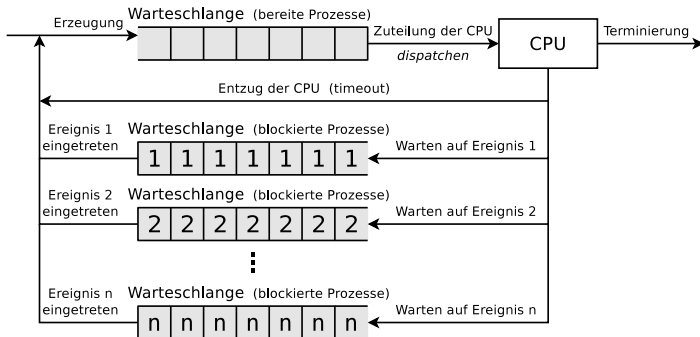 Erzeugung
Warteschlange (bereite Prozesse)
Zuteilung der CPU
dispatchen
CPU
Terminierung
Entzug der CPU (timeout)
Ereignis 1
eingetreten
Warteschlange (blockierte Prozesse)
1 1 1 1 1 1 1
Warten auf Ereignis 1
Ereignis 2
eingetreten
Warteschlange (blockierte Prozesse)
2 2 2 2 2 2 2
Warten auf Ereignis 2
Ereignis n
eingetreten
Warteschlange (blockierte Prozesse)
n n n n n n n
Warten auf Ereignis n